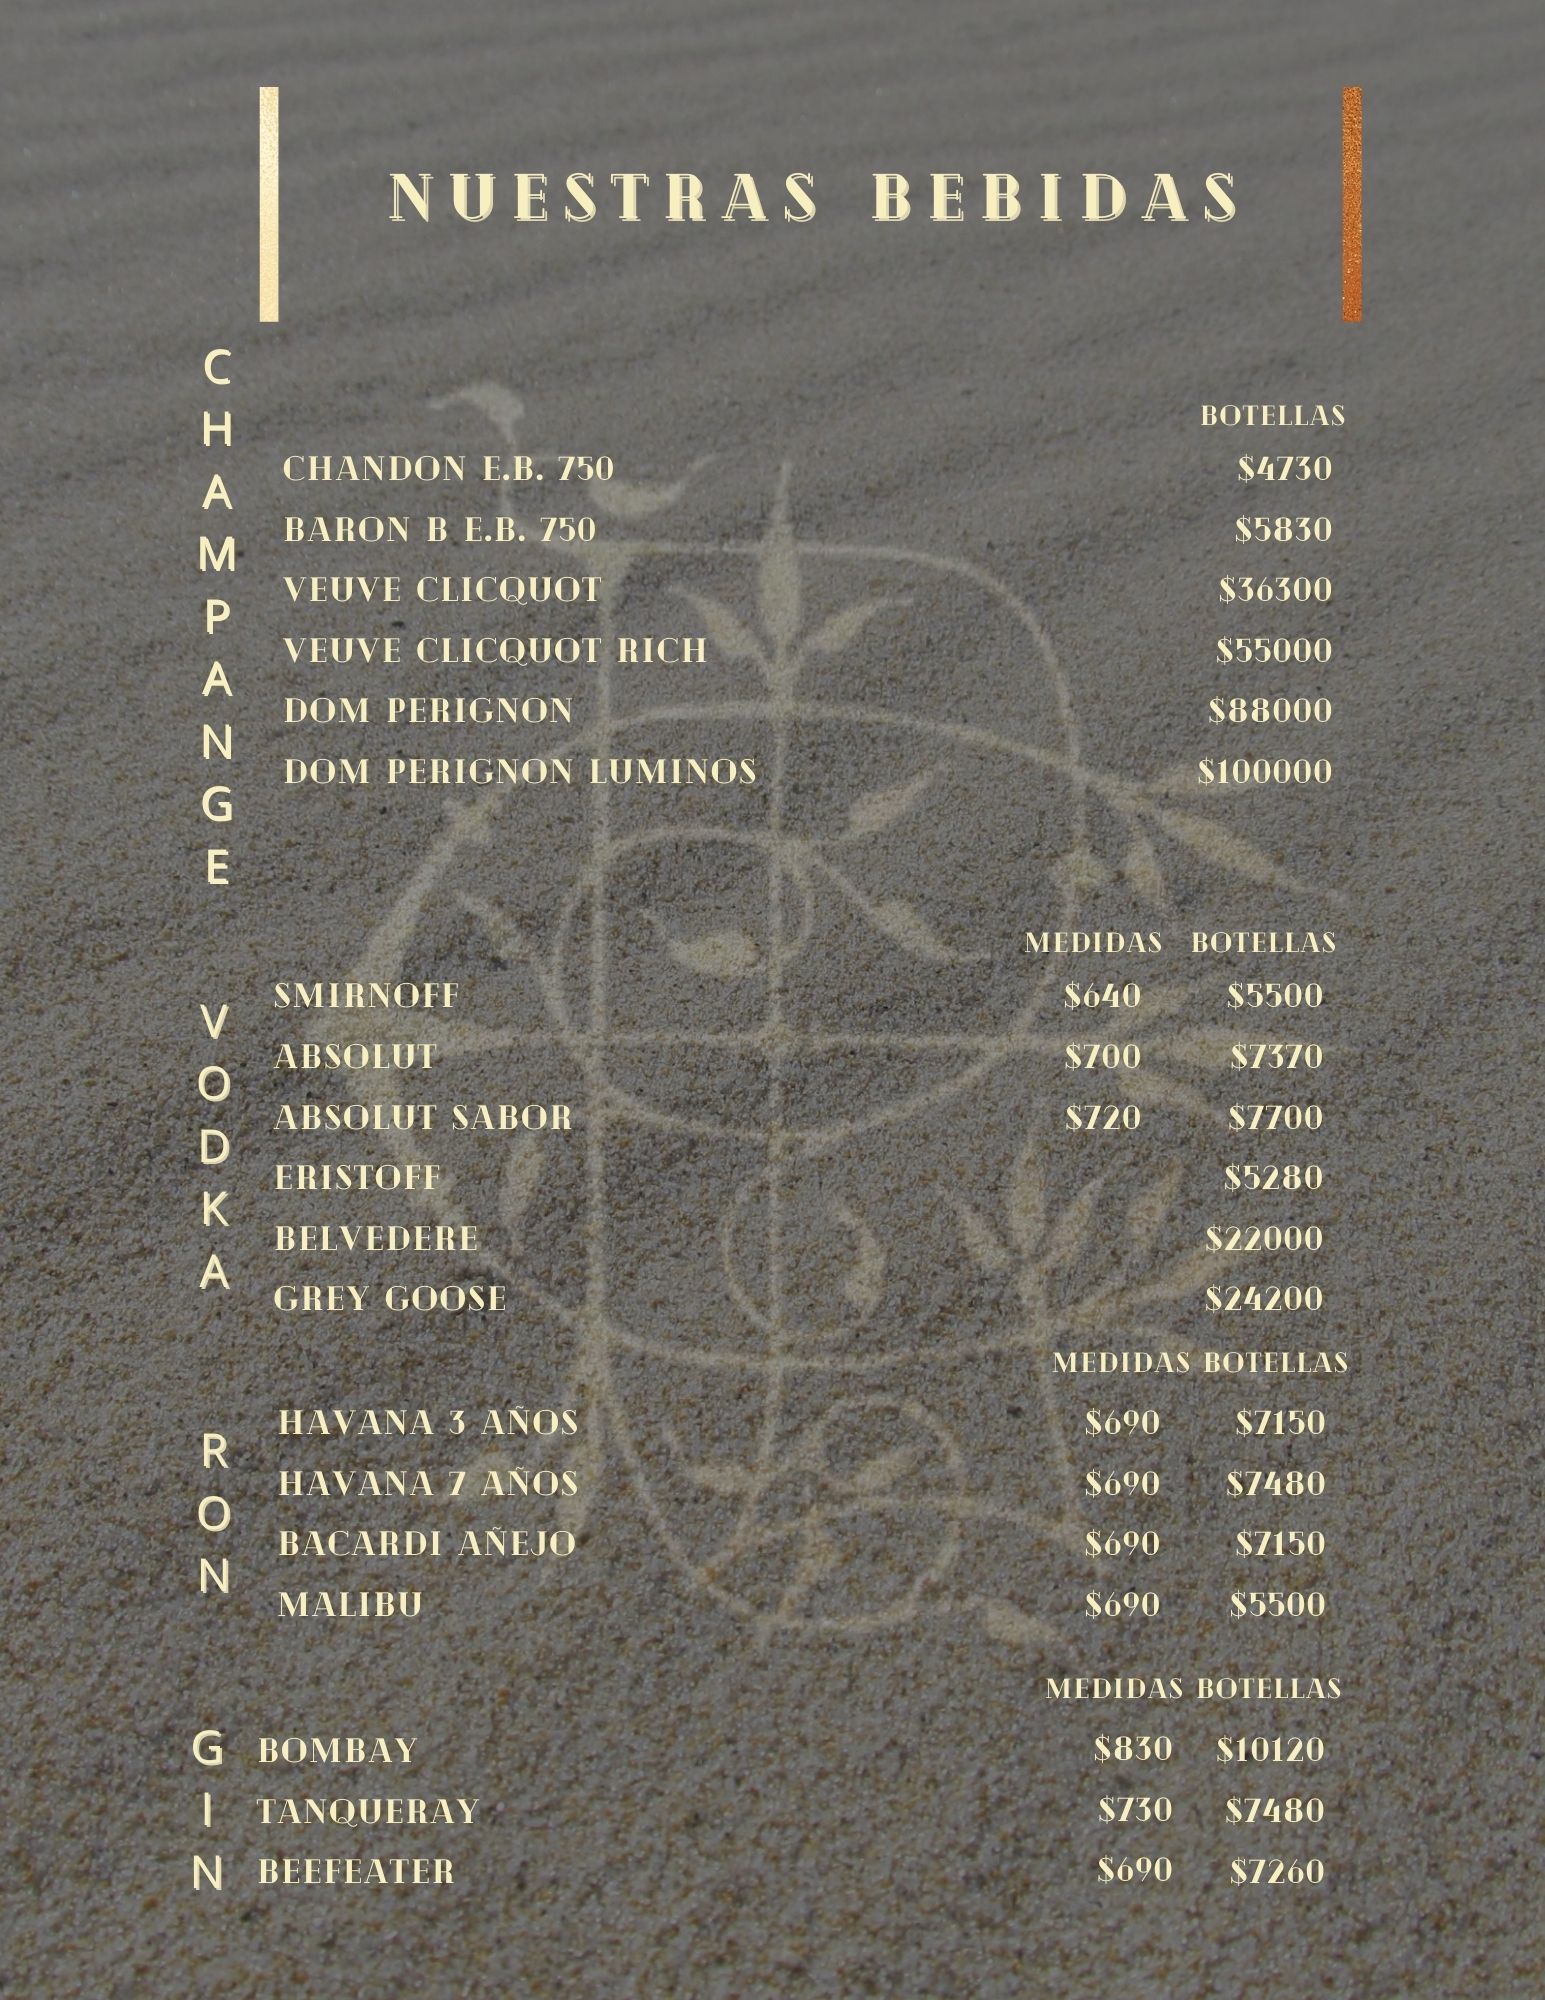 NUESTRAS BEBIDAS
CHAMPANGE
BOTELLAS
CHANDON E.B. 750 $4730
BARON B E.B. 750 $5830
VEUVE CLICQUOT $36300
VEUVE CLICQUOT RICH $55000
DOM PERIGNON $88000
DOM PERIGNON LUMINOS $100000
VODKA
MEDIDAS BOTELLAS
SMIRNOFF $640 $5500
ABSOLUT $700 $7370
ABSOLUT SABOR $720 $7700
ERISTOFF $5280
BELVEDERE $22000
GREY GOOSE $24200
RON
MEDIDAS BOTELLAS
HAVANA 3 AÑOS $690 $7150
HAVANA 7 AÑOS $690 $7480
BACARDI AÑEJO $690 $7150
MALIBU $690 $5500
GIN
MEDIDAS BOTELLAS
BOMBAY $830 $10120
TANQUERAY $730 $7480
BEEFEATER $690 $7260